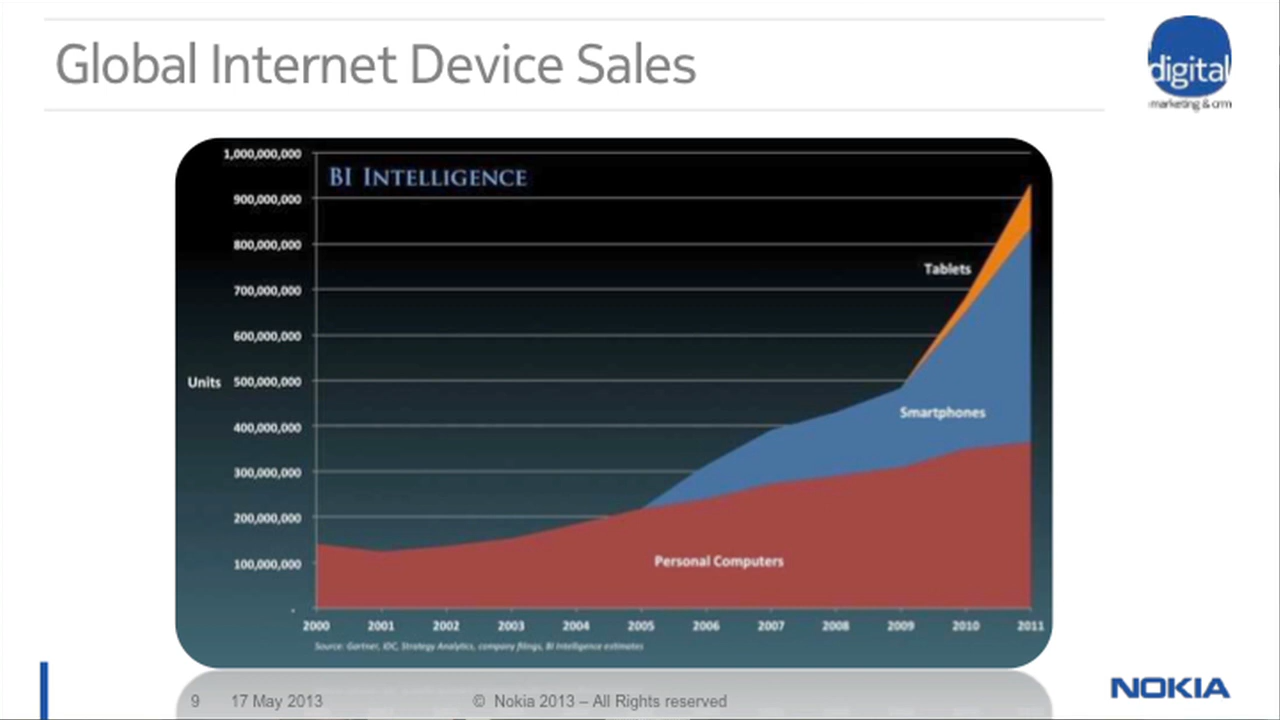 Global Internet Device Sales
digital
marketing & crm
BI INTELLIGENCE
1,000,000,000
900,000,000
800,000,000
Tablets
700,000,000
600,000,000
Units 500,000,000
Smartphones
400,000,000
300,000,000
200,000,000
Personal Computers
100,000,000
-
2000 2001 2002 2003 2004 2005 2006 2007 2008 2009 2010 2011
Source: Gartner, IDC, Strategy Analytics, company filings, BI Intelligence estimates
9 17 May 2013 © Nokia 2013 – All Rights reserved
NOKIA